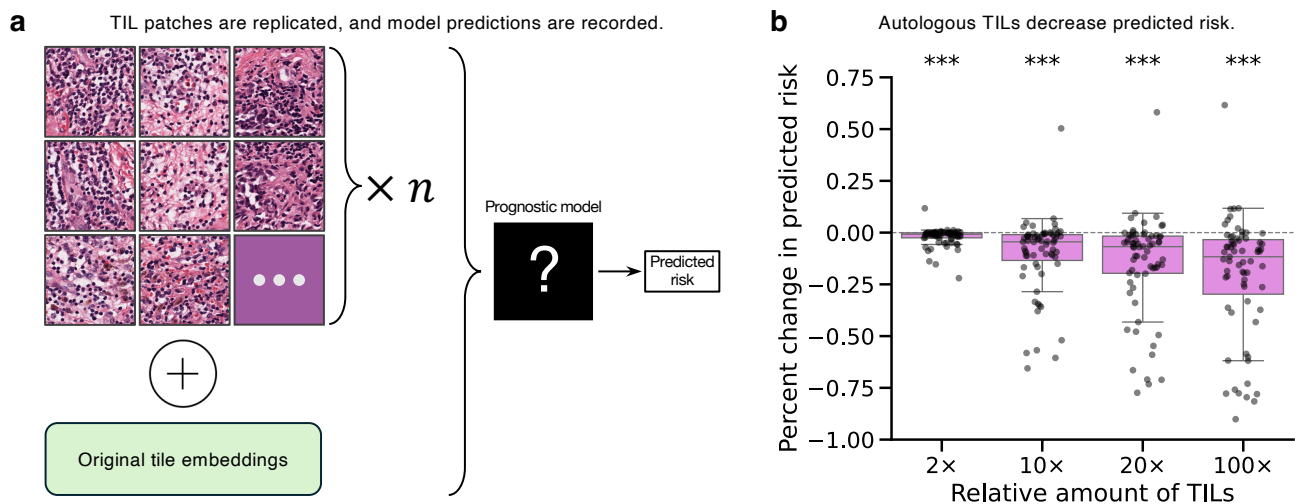 a
TIL patches are replicated, and model predictions are recorded.
× n
Prognostic model
?
Predicted
risk
+
Original tile embeddings
b
Autologous TILs decrease predicted risk.
*** *** *** ***
Percent change in predicted risk
0.75
0.50
0.25
0.00
−0.25
−0.50
−0.75
−1.00
2× 10× 20× 100×
Relative amount of TILs